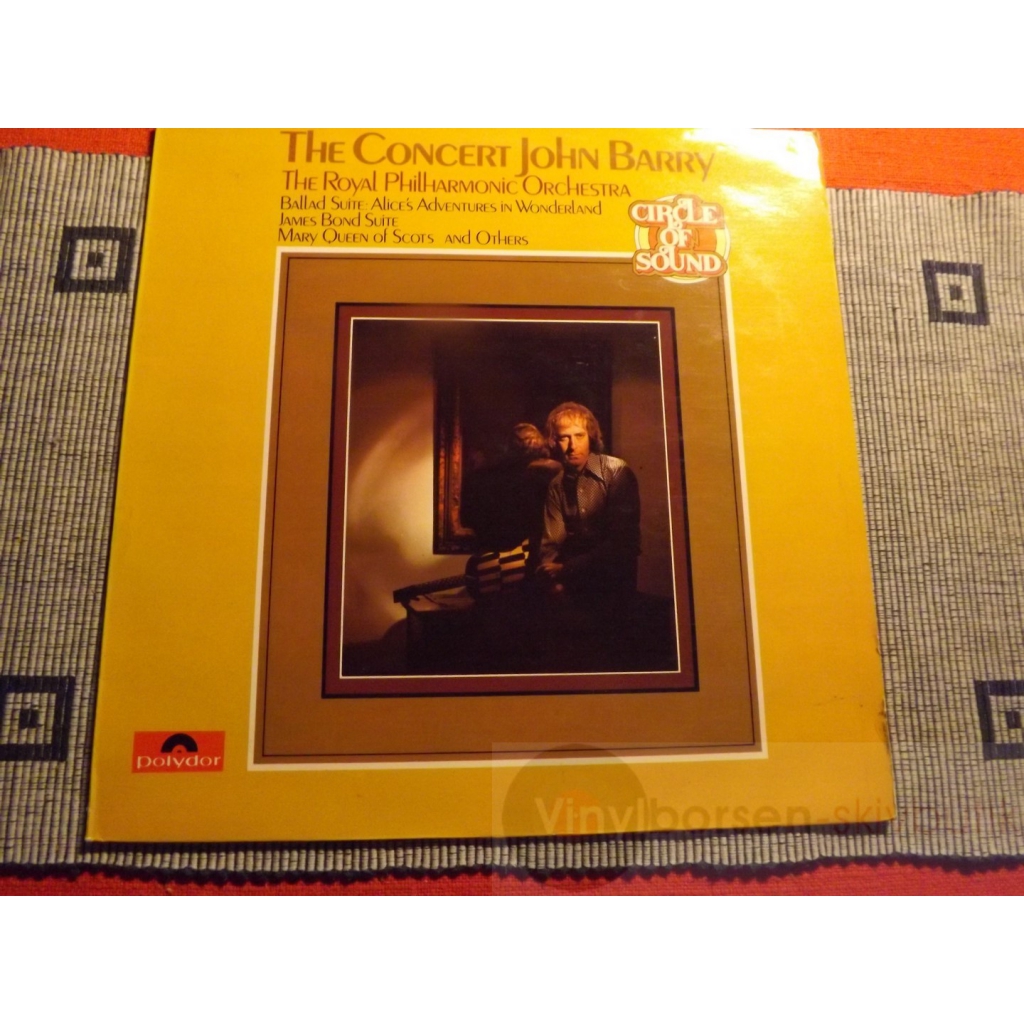 The Concert John Barry
The Royal Philharmonic Orchestra
Ballad Suite: Alice's Adventures in Wonderland
James Bond Suite
Mary Queen of Scots and Others
CIRCLE
OF
SOUND
polydor
Vinylborsen-skiv